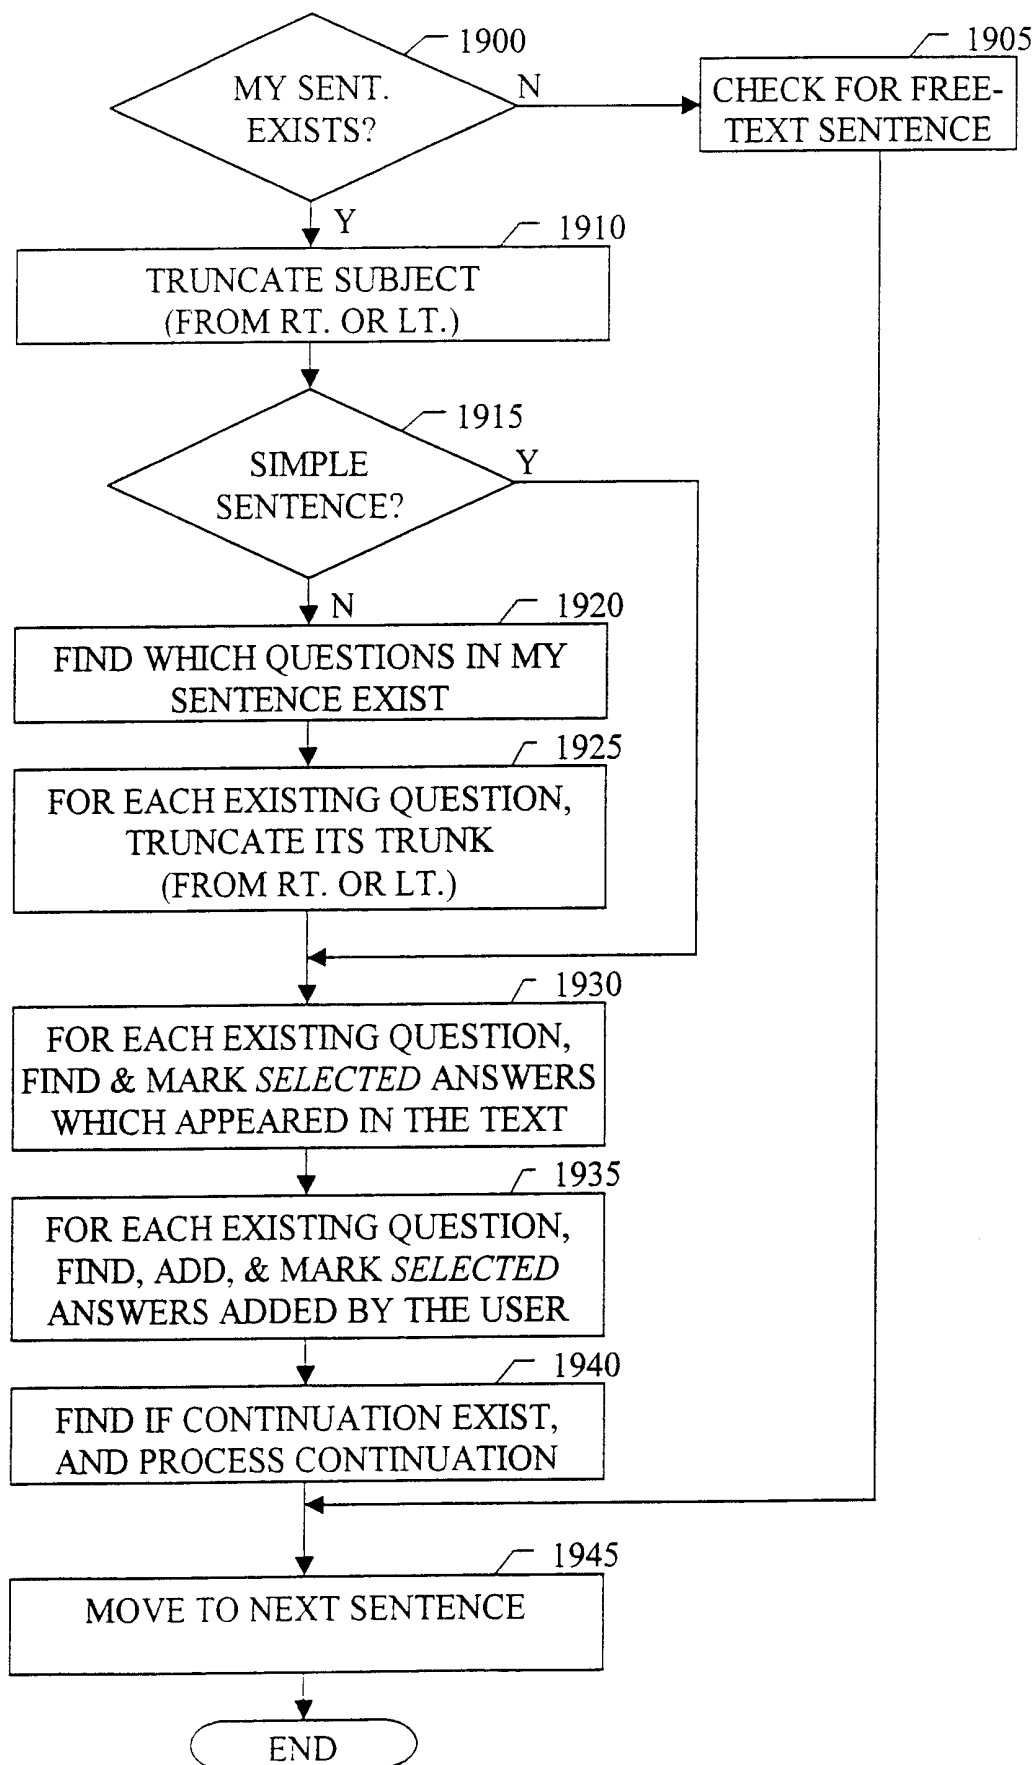 1900
MY SENT.
EXISTS?
N
1905
CHECK FOR FREE-
TEXT SENTENCE
Y
1910
TRUNCATE SUBJECT
(FROM RT. OR LT.)
1915
SIMPLE
SENTENCE?
Y
N
1920
FIND WHICH QUESTIONS IN MY
SENTENCE EXIST
1925
FOR EACH EXISTING QUESTION,
TRUNCATE ITS TRUNK
(FROM RT. OR LT.)
1930
FOR EACH EXISTING QUESTION,
FIND & MARK SELECTED ANSWERS
WHICH APPEARED IN THE TEXT
1935
FOR EACH EXISTING QUESTION,
FIND, ADD, & MARK SELECTED
ANSWERS ADDED BY THE USER
1940
FIND IF CONTINUATION EXIST,
AND PROCESS CONTINUATION
1945
MOVE TO NEXT SENTENCE
END